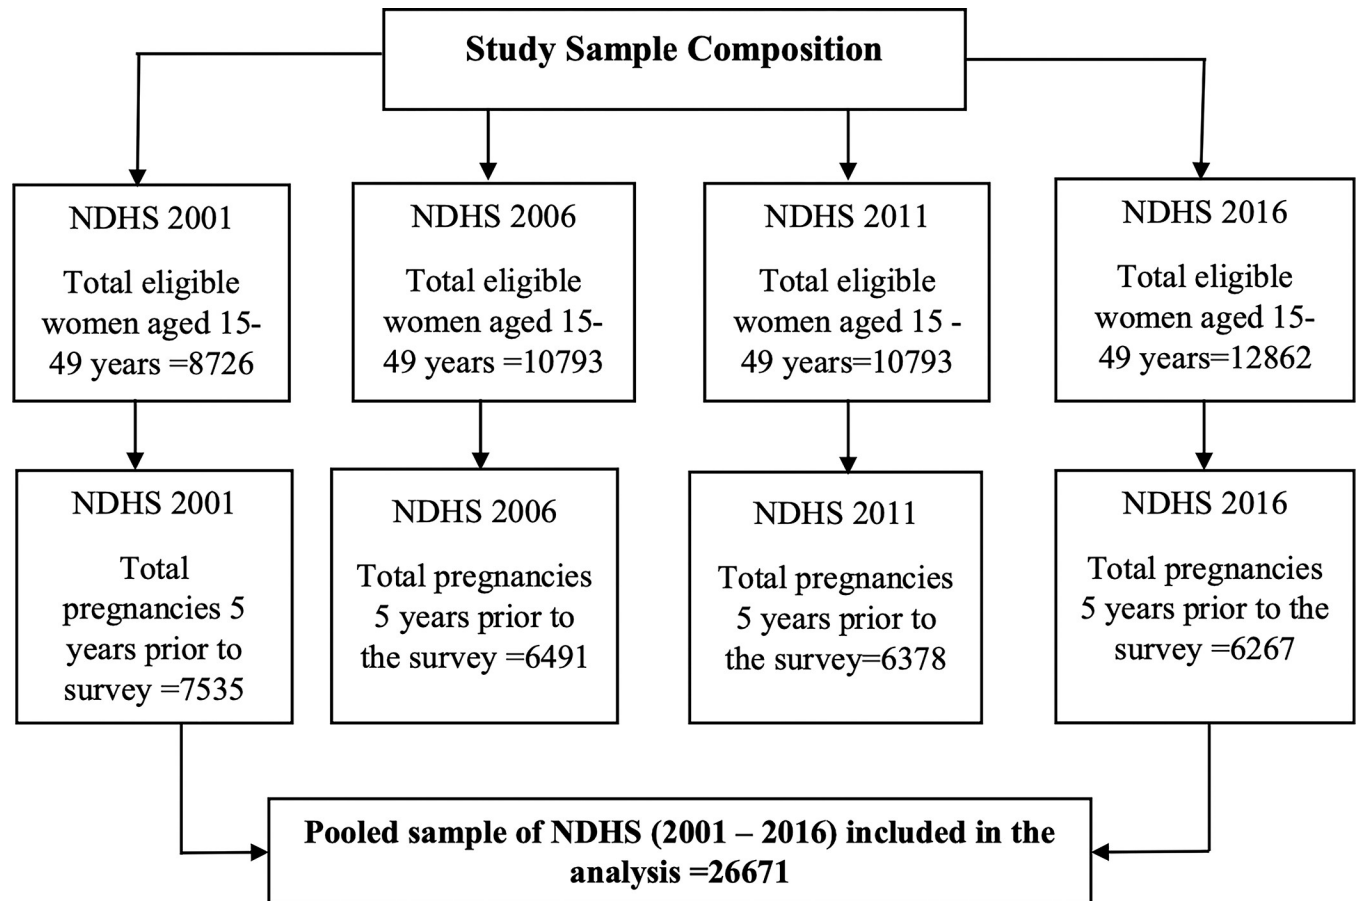 Study Sample Composition
NDHS 2001
Total eligible
women aged 15-
49 years =8726
NDHS 2006
Total eligible
women aged 15-
49 years =10793
NDHS 2011
Total eligible
women aged 15 -
49 years=10793
NDHS 2016
Total eligible
women aged 15-
49 years=12862
NDHS 2001
Total
pregnancies 5
years prior to
survey =7535
NDHS 2006
Total pregnancies
5 years prior to
the survey =6491
NDHS 2011
Total pregnancies
5 years prior to
the survey=6378
NDHS 2016
Total pregnancies
5 years prior to the
survey =6267
Pooled sample of NDHS (2001 – 2016) included in the
analysis =26671